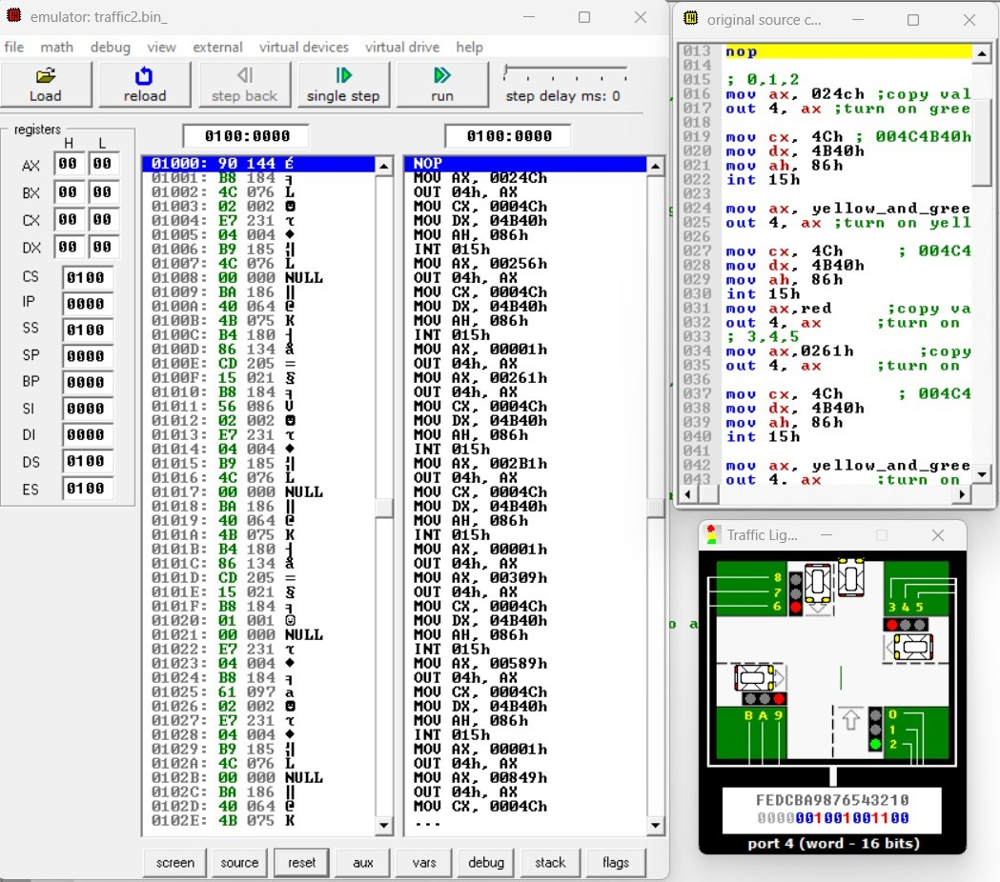 emulator: traffic2.bin_
file math debug view external virtual devices virtual drive help
Load reload step back single step run step delay ms: 0
registers
H L
AX 00 00
BX 00 00
CX 00 00
DX 00 00
CS 0100
IP 0000
SS 0100
SP 0000
BP 0000
SI 0000
DI 0000
DS 0100
ES 0100
0100:0000
01000: 90 144 É
01001: B8 184 ╕
01002: 4C 076 L
01003: 02 002 ☻
01004: E7 231 τ
01005: 04 004 ♦
01006: B9 185 ╣
01007: 4C 076 L
01008: 00 000 NULL
01009: BA 186 ║
0100A: 40 064 @
0100B: 4B 075 K
0100C: B4 180 ┤
0100D: 86 134 å
0100E: CD 205 =
0100F: 15 021 §
01010: B8 184 ╕
01011: 56 086 V
01012: 02 002 ☻
01013: E7 231 τ
01014: 04 004 ♦
01015: B9 185 ╣
01016: 4C 076 L
01017: 00 000 NULL
01018: BA 186 ║
01019: 40 064 @
0101A: 4B 075 K
0101B: B4 180 ┤
0101C: 86 134 å
0101D: CD 205 =
0101E: 15 021 §
0101F: B8 184 ╕
01020: 01 001 ☺
01021: 00 000 NULL
01022: E7 231 τ
01023: 04 004 ♦
01024: B8 184 ╕
01025: 61 097 a
01026: 02 002 ☻
01027: E7 231 τ
01028: 04 004 ♦
01029: B9 185 ╣
0102A: 4C 076 L
0102B: 00 000 NULL
0102C: BA 186 ║
0102D: 40 064 @
0102E: 4B 075 K
0100:0000
NOP
MOV AX, 0024Ch
OUT 04h, AX
MOV CX, 0004Ch
MOV DX, 04B40h
MOV AH, 086h
INT 015h
MOV AX, 00256h
OUT 04h, AX
MOV CX, 0004Ch
MOV DX, 04B40h
MOV AH, 086h
INT 015h
MOV AX, 00001h
OUT 04h, AX
MOV AX, 00261h
OUT 04h, AX
MOV CX, 0004Ch
MOV DX, 04B40h
MOV AH, 086h
INT 015h
MOV AX, 002B1h
OUT 04h, AX
MOV CX, 0004Ch
MOV DX, 04B40h
MOV AH, 086h
INT 015h
MOV AX, 00001h
OUT 04h, AX
MOV AX, 00309h
OUT 04h, AX
MOV CX, 0004Ch
MOV DX, 04B40h
MOV AH, 086h
INT 015h
MOV AX, 00589h
OUT 04h, AX
MOV CX, 0004Ch
MOV DX, 04B40h
MOV AH, 086h
INT 015h
MOV AX, 00001h
OUT 04h, AX
MOV AX, 00849h
OUT 04h, AX
MOV CX, 0004Ch
...
screen source reset aux vars debug stack flags
original source c...
013 nop
014
015 ; 0,1,2
016 mov ax, 024ch ;copy val
017 out 4, ax ;turn on gree
018
019 mov cx, 4Ch ; 004C4B40h
020 mov dx, 4B40h
021 mov ah, 86h
022 int 15h
023
024 mov ax, yellow_and_gree
025 out 4, ax ;turn on yell
026
027 mov cx, 4Ch ; 004C4
028 mov dx, 4B40h
029 mov ah, 86h
030 int 15h
031 mov ax,red ;copy va
032 out 4, ax ;turn on
033 ; 3,4,5
034 mov ax,0261h ;copy
035 out 4, ax ;turn on
036
037 mov cx, 4Ch ; 004C4
038 mov dx, 4B40h
039 mov ah, 86h
040 int 15h
041
042 mov ax, yellow_and_gree
043 out 4, ax ;turn on
o a
Traffic Lig...
8
7
6
3 4 5
B A 9
0
1
2
FEDCBA9876543210
0000001001001100
port 4 (word - 16 bits)